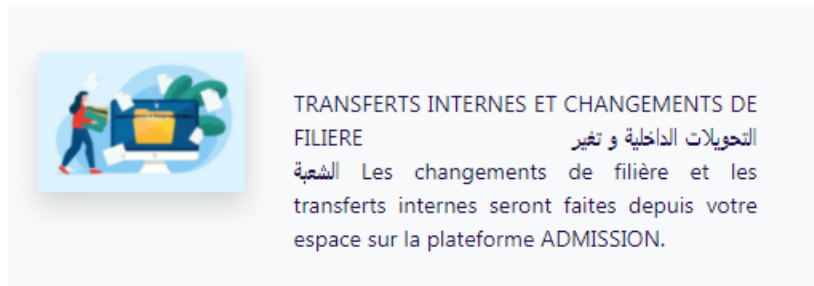 TRANSFERTS INTERNES ET CHANGEMENTS DE
FILIERE التحويلات الداخلية و تغير
الشعبة Les changements de filière et les
transferts internes seront faites depuis votre
espace sur la plateforme ADMISSION.